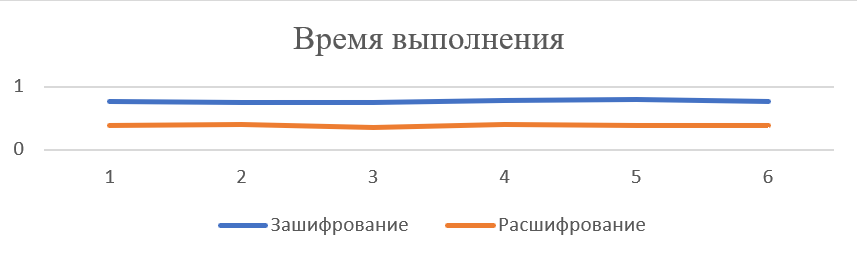 Время выполнения
1
0
1 2 3 4 5 6
Зашифрование Расшифрование